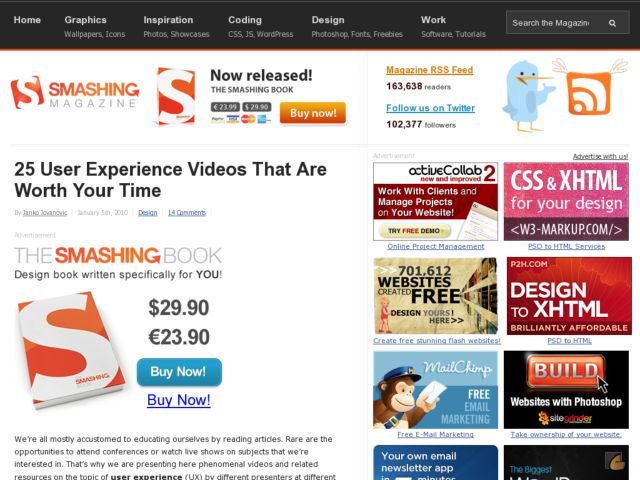 Home
Graphics
Wallpapers, Icons
Inspiration
Photos, Showcases
Coding
CSS, JS, WordPress
Design
Photoshop, Fonts, Freebies
Work
Software, Tutorials
Search the Magazine
SMASHING
MAGAZINE
Now released!
THE SMASHING BOOK
€ 23.99 $ 29.90
VISA PayPal
Buy now!
Magazine RSS Feed
163,638 readers
Follow us on Twitter
102,377 followers
25 User Experience Videos That Are
Worth Your Time
By Janko Jovanovic | January 5th, 2010 | Design | 14 Comments
Advertisement
THE SMASHING BOOK
Design book written specifically for YOU!
$29.90
€23.90
SMASHING
BOOK
Buy Now!
Buy Now!
We're all mostly accustomed to educating ourselves by reading articles. Rare are the
opportunities to attend conferences or watch live shows on subjects that we're
interested in. That's why we are presenting here phenomenal videos and related
resources on the topic of user experience (UX) by different presenters at different
Advertisement
Advertise with us!
activeCollab 2
new and improved
Work With Clients and
Manage Projects
on Your Website!
TRY FREE DEMO
Online Project Management
CSS & XHTML
for your design
<W3-MARKUP.COM/>
PSD to HTML Services
701,612
WEBSITES
CREATED
FREE
DESIGN YOURS!
HERE>>
Create free stunning flash websites!
P2H.COM
DESIGN
TO XHTML
BRILLIANTLY AFFORDABLE
PSD to HTML
MailChimp
FREE
EMAIL
MARKETING
Free E-Mail Marketing
BUILD
Websites with Photoshop
sitegrinder
Take ownership of your website.
Your own email
newsletter app
in minutes
The Biggest